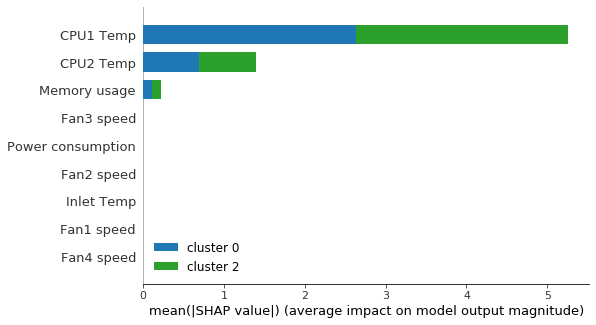 CPU1 Temp
CPU2 Temp
Memory usage
Fan3 speed
Power consumption
Fan2 speed
Inlet Temp
Fan1 speed
Fan4 speed
cluster 0
cluster 2
0 1 2 3 4 5
mean(|SHAP value|) (average impact on model output magnitude)